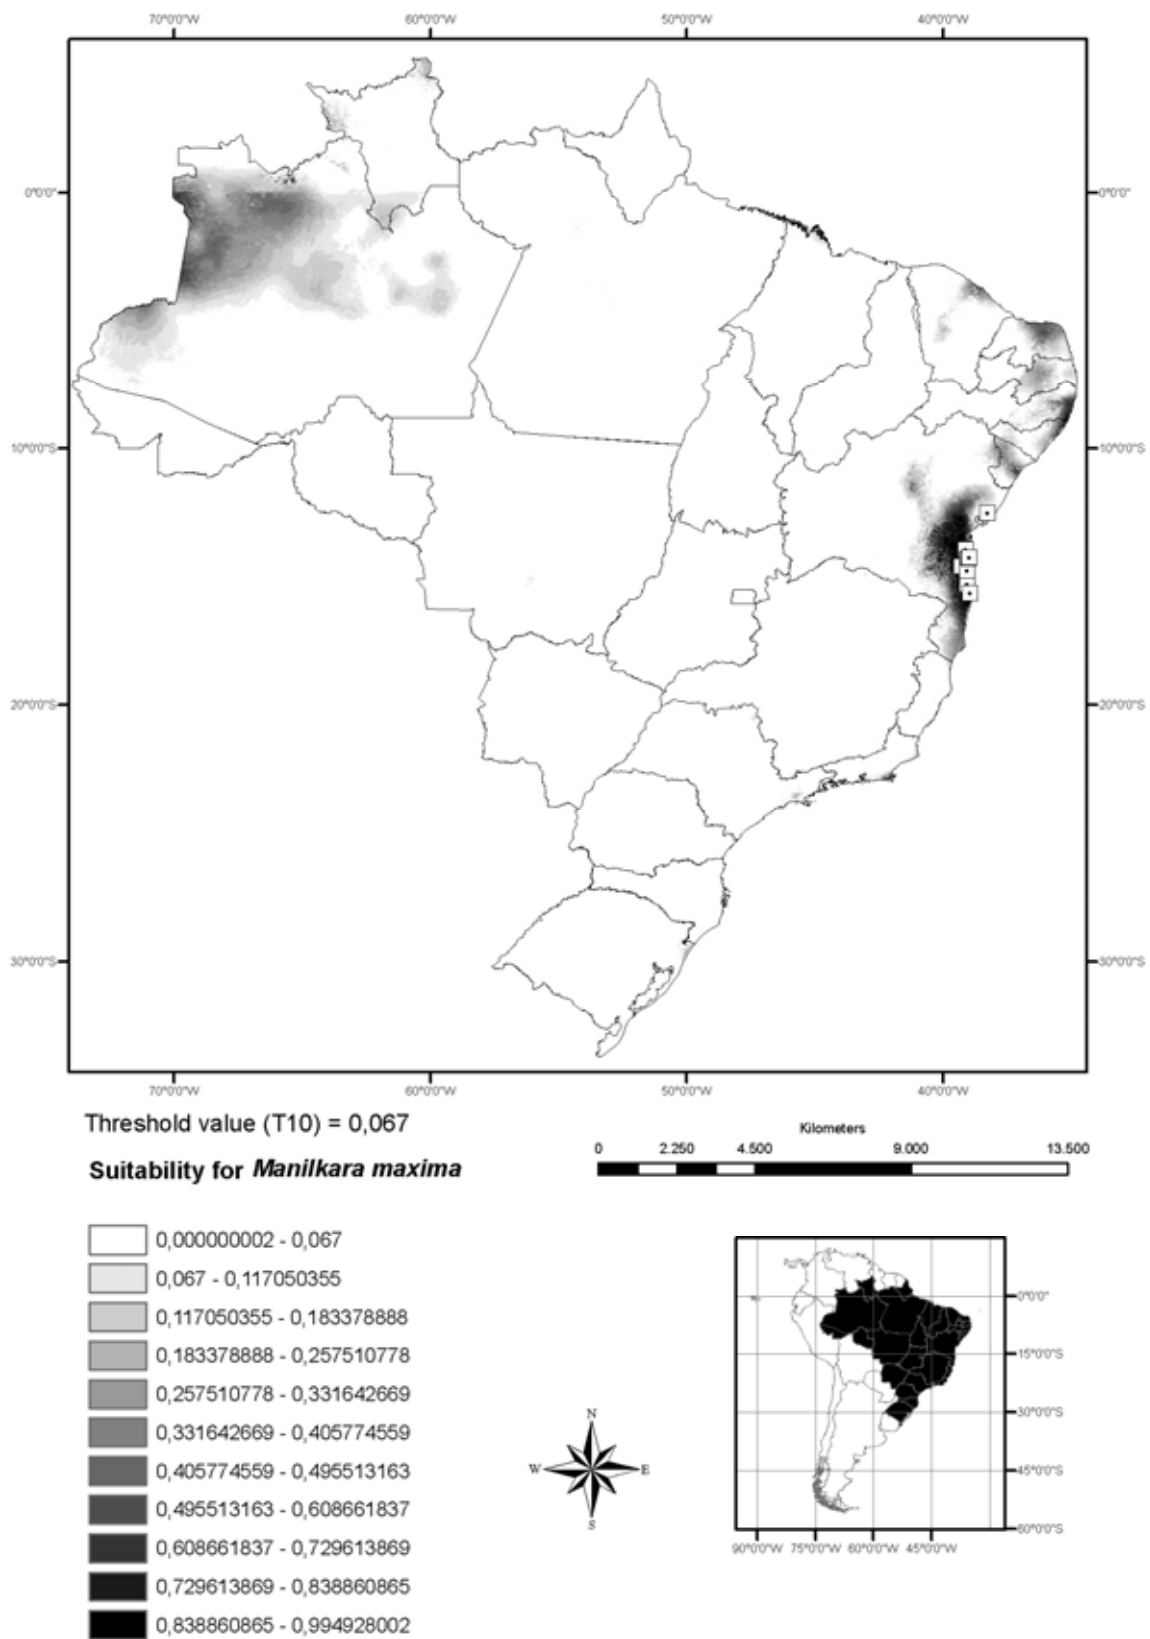 70°0'0"W 60°0'0"W 50°0'0"W 40°0'0"W
0°0'0" 0°0'0"
10°0'0"S 10°0'0"S
20°0'0"S 20°0'0"S
30°0'0"S 30°0'0"S
70°0'0"W 60°0'0"W 50°0'0"W 40°0'0"W
Threshold value (T10) = 0,067
Kilometers
0 2.250 4.500 9.000 13.500
Suitability for Manilkara maxima
0,000000002 - 0,067
0,067 - 0,117050355
0,117050355 - 0,183378888
0,183378888 - 0,257510778
0,257510778 - 0,331642669
0,331642669 - 0,405774559
0,405774559 - 0,495513163
0,495513163 - 0,608661837
0,608661837 - 0,729613869
0,729613869 - 0,838860865
0,838860865 - 0,994928002
N
W E
S
0°0'0"
15°0'0"S
30°0'0"S
45°0'0"S
60°0'0"S
90°0'0"W 75°0'0"W 60°0'0"W 45°0'0"W